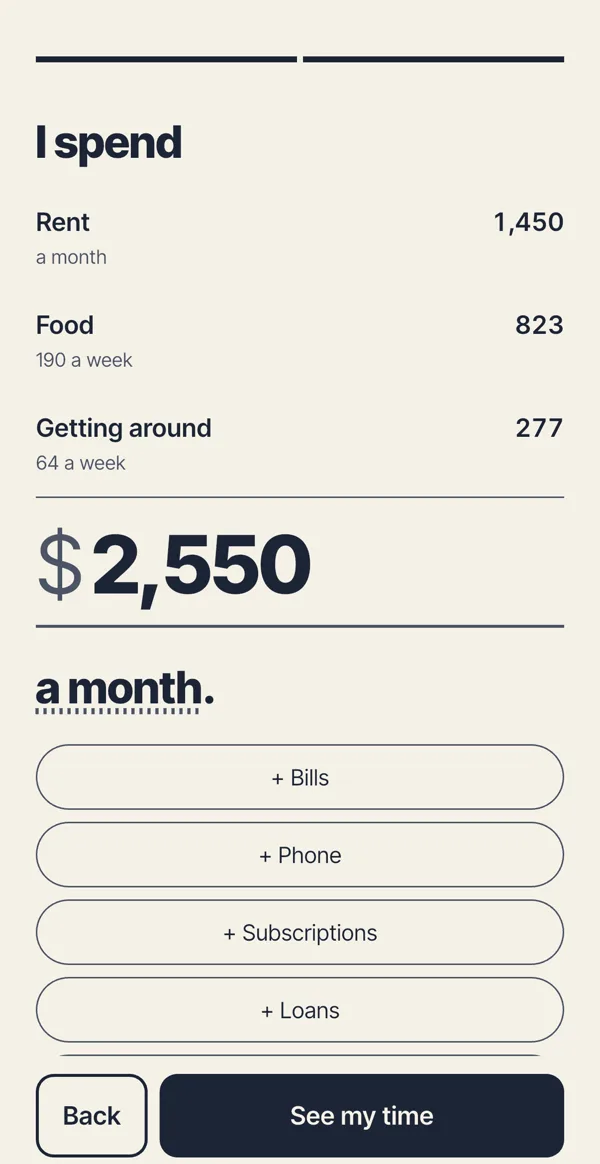 I spend
Rent 1,450
a month
Food 823
190 a week
Getting around 277
64 a week
$2,550
a month.
+ Bills
+ Phone
+ Subscriptions
+ Loans
Back See my time